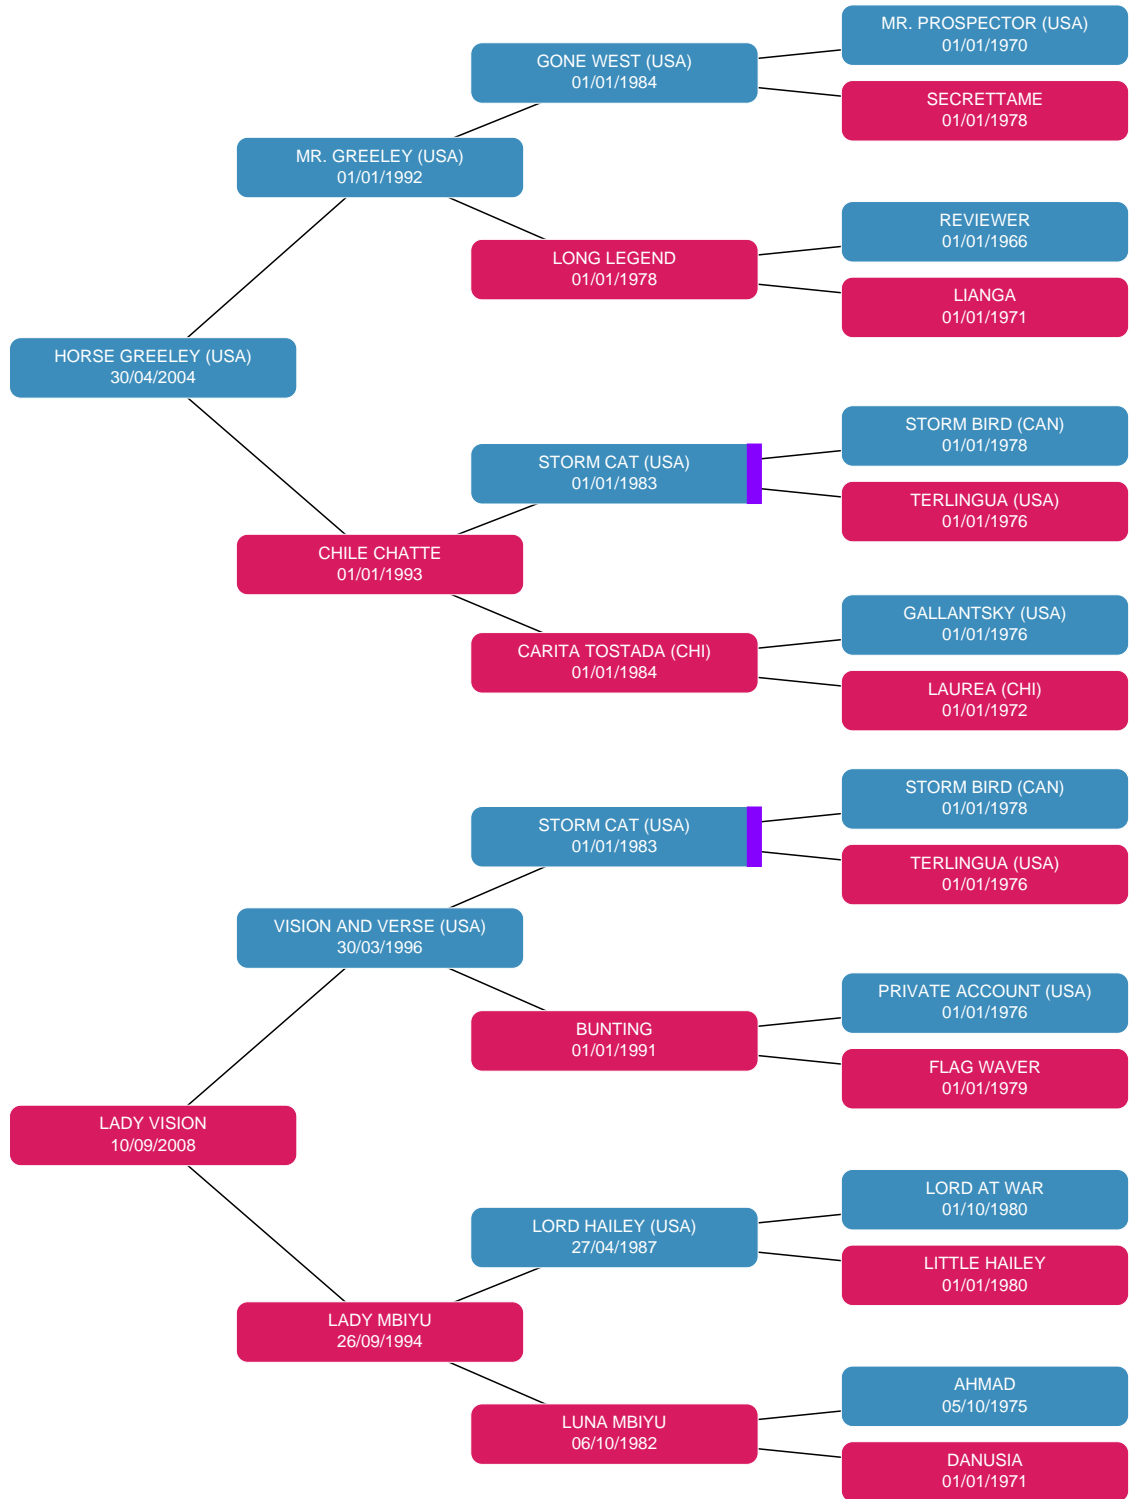 MR. PROSPECTOR (USA)
01/01/1970
GONE WEST (USA)
01/01/1984
SECRETTAME
01/01/1978
MR. GREELEY (USA)
01/01/1992
REVIEWER
01/01/1966
LONG LEGEND
01/01/1978
LIANGA
01/01/1971
HORSE GREELEY (USA)
30/04/2004
STORM BIRD (CAN)
01/01/1978
STORM CAT (USA)
01/01/1983
TERLINGUA (USA)
01/01/1976
CHILE CHATTE
01/01/1993
GALLANTSKY (USA)
01/01/1976
CARITA TOSTADA (CHI)
01/01/1984
LAUREA (CHI)
01/01/1972
STORM BIRD (CAN)
01/01/1978
STORM CAT (USA)
01/01/1983
TERLINGUA (USA)
01/01/1976
VISION AND VERSE (USA)
30/03/1996
PRIVATE ACCOUNT (USA)
01/01/1976
BUNTING
01/01/1991
FLAG WAVER
01/01/1979
LADY VISION
10/09/2008
LORD AT WAR
01/10/1980
LORD HAILEY (USA)
27/04/1987
LITTLE HAILEY
01/01/1980
LADY MBIYU
26/09/1994
AHMAD
05/10/1975
LUNA MBIYU
06/10/1982
DANUSIA
01/01/1971